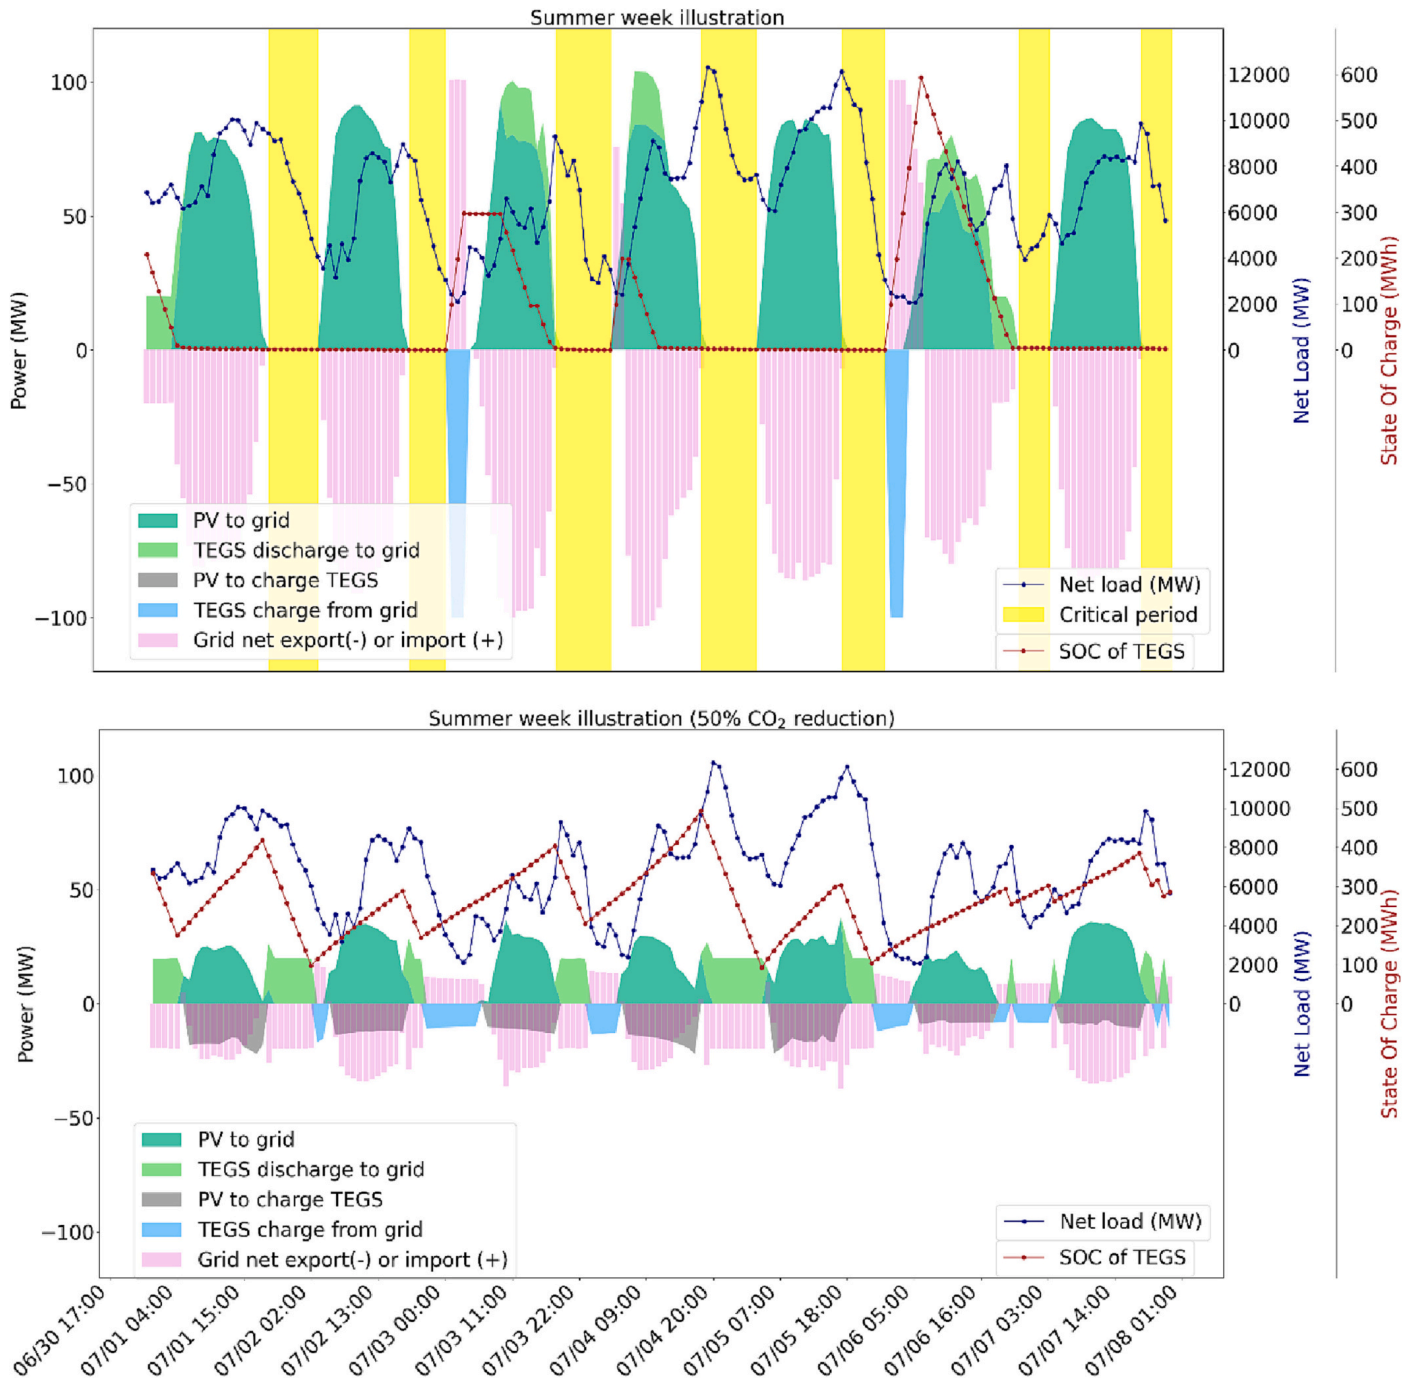 Summer week illustration
100
50
0
−50
−100
Power (MW)
12000
10000
8000
6000
4000
2000
0
Net Load (MW)
600
500
400
300
200
100
0
State Of Charge (MWh)
PV to grid
TEGS discharge to grid
PV to charge TEGS
TEGS charge from grid
Grid net export(-) or import (+)
Net load (MW)
Critical period
SOC of TEGS
Summer week illustration (50% CO₂ reduction)
100
50
0
−50
−100
Power (MW)
12000
10000
8000
6000
4000
2000
0
Net Load (MW)
600
500
400
300
200
100
0
State Of Charge (MWh)
PV to grid
TEGS discharge to grid
PV to charge TEGS
TEGS charge from grid
Grid net export(-) or import (+)
Net load (MW)
SOC of TEGS
06/30 17:00
07/01 04:00
07/01 15:00
07/02 02:00
07/02 13:00
07/03 00:00
07/03 11:00
07/03 22:00
07/04 09:00
07/04 20:00
07/05 07:00
07/05 18:00
07/06 05:00
07/06 16:00
07/07 03:00
07/07 14:00
07/08 01:00